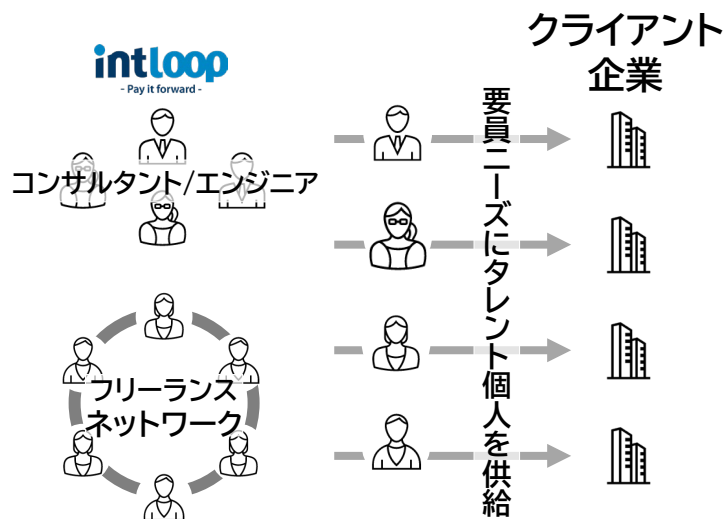 intloop
- Pay it forward -
コンサルタント/エンジニア
フリーランス
ネットワーク
要員ニーズにタレント個人を供給
クライアント
企業